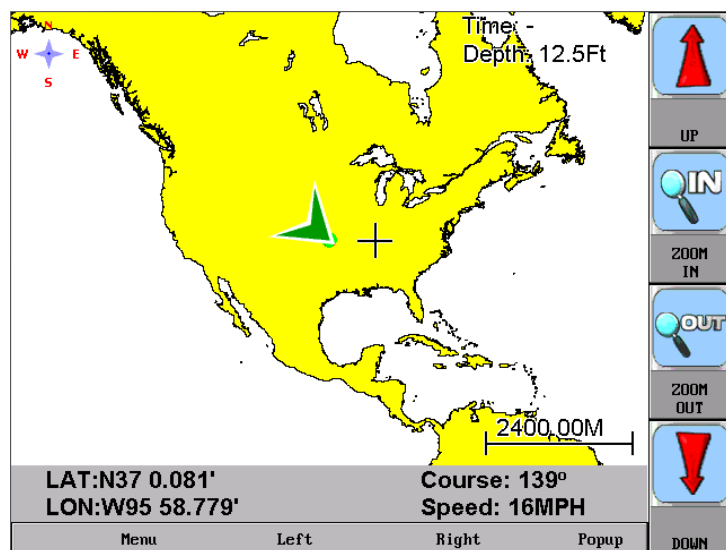 N
W E
S
Time: -
Depth: 12.5Ft
UP
IN
ZOOM
IN
OUT
ZOOM
OUT
2400.00M
LAT:N37 0.081'
LON:W95 58.779'
Course: 139º
Speed: 16MPH
Menu Left Right Popup
DOWN